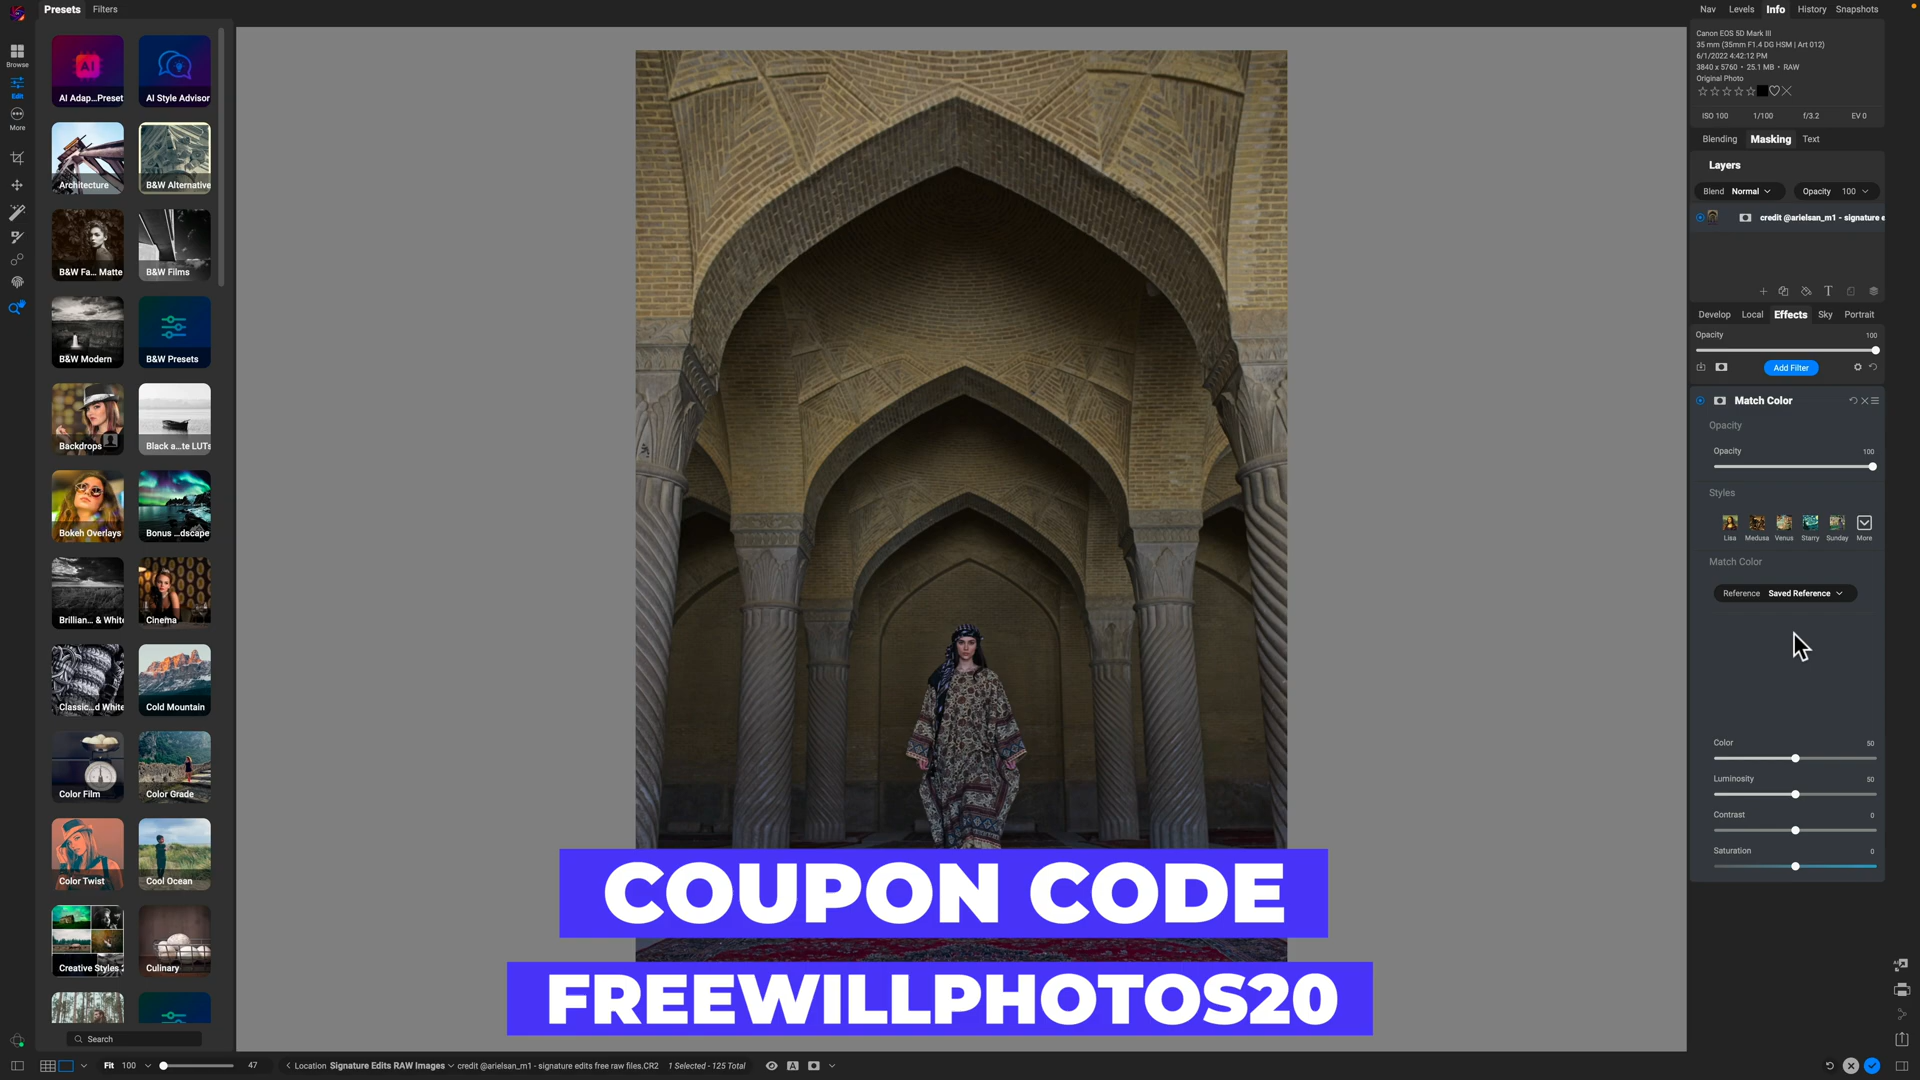 Presets Filters
Nav Levels Info History Snapshots
Canon EOS 5D Mark III
35 mm (35mm F1.4 DG HSM | Art 012)
6/1/2022 4:42:12 PM
3840 x 5760 • 25.1 MB • RAW
Original Photo
ISO 100 1/100 f/3.2 EV 0
Blending Masking Text
Layers
Blend Normal Opacity 100
credit @arielsan_m1 - signature e
Develop Local Effects Sky Portrait
Opacity 100
Add Filter
Match Color
Opacity
Opacity 100
Styles
Lisa Medusa Venus Starry Sunday More
Match Color
Reference Saved Reference
Color 50
Luminosity 50
Contrast 0
Saturation 0
Browse
Edit
More
AI Adap...Preset AI Style Advisor
Architecture B&W Alternative
B&W Fa... Matte B&W Films
B&W Modern B&W Presets
Backdrops Black a...te LUTs
Bokeh Overlays Bonus ...dscape
Brillian... & White Cinema
Classic...d White Cold Mountain
Color Film Color Grade
Color Twist Cool Ocean
Creative Styles 2 Culinary
Search
COUPON CODE
FREEWILLPHOTOS20
Fit 100 47 Location Signature Edits RAW Images credit @arielsan_m1 - signature edits free raw files.CR2 1 Selected - 125 Total